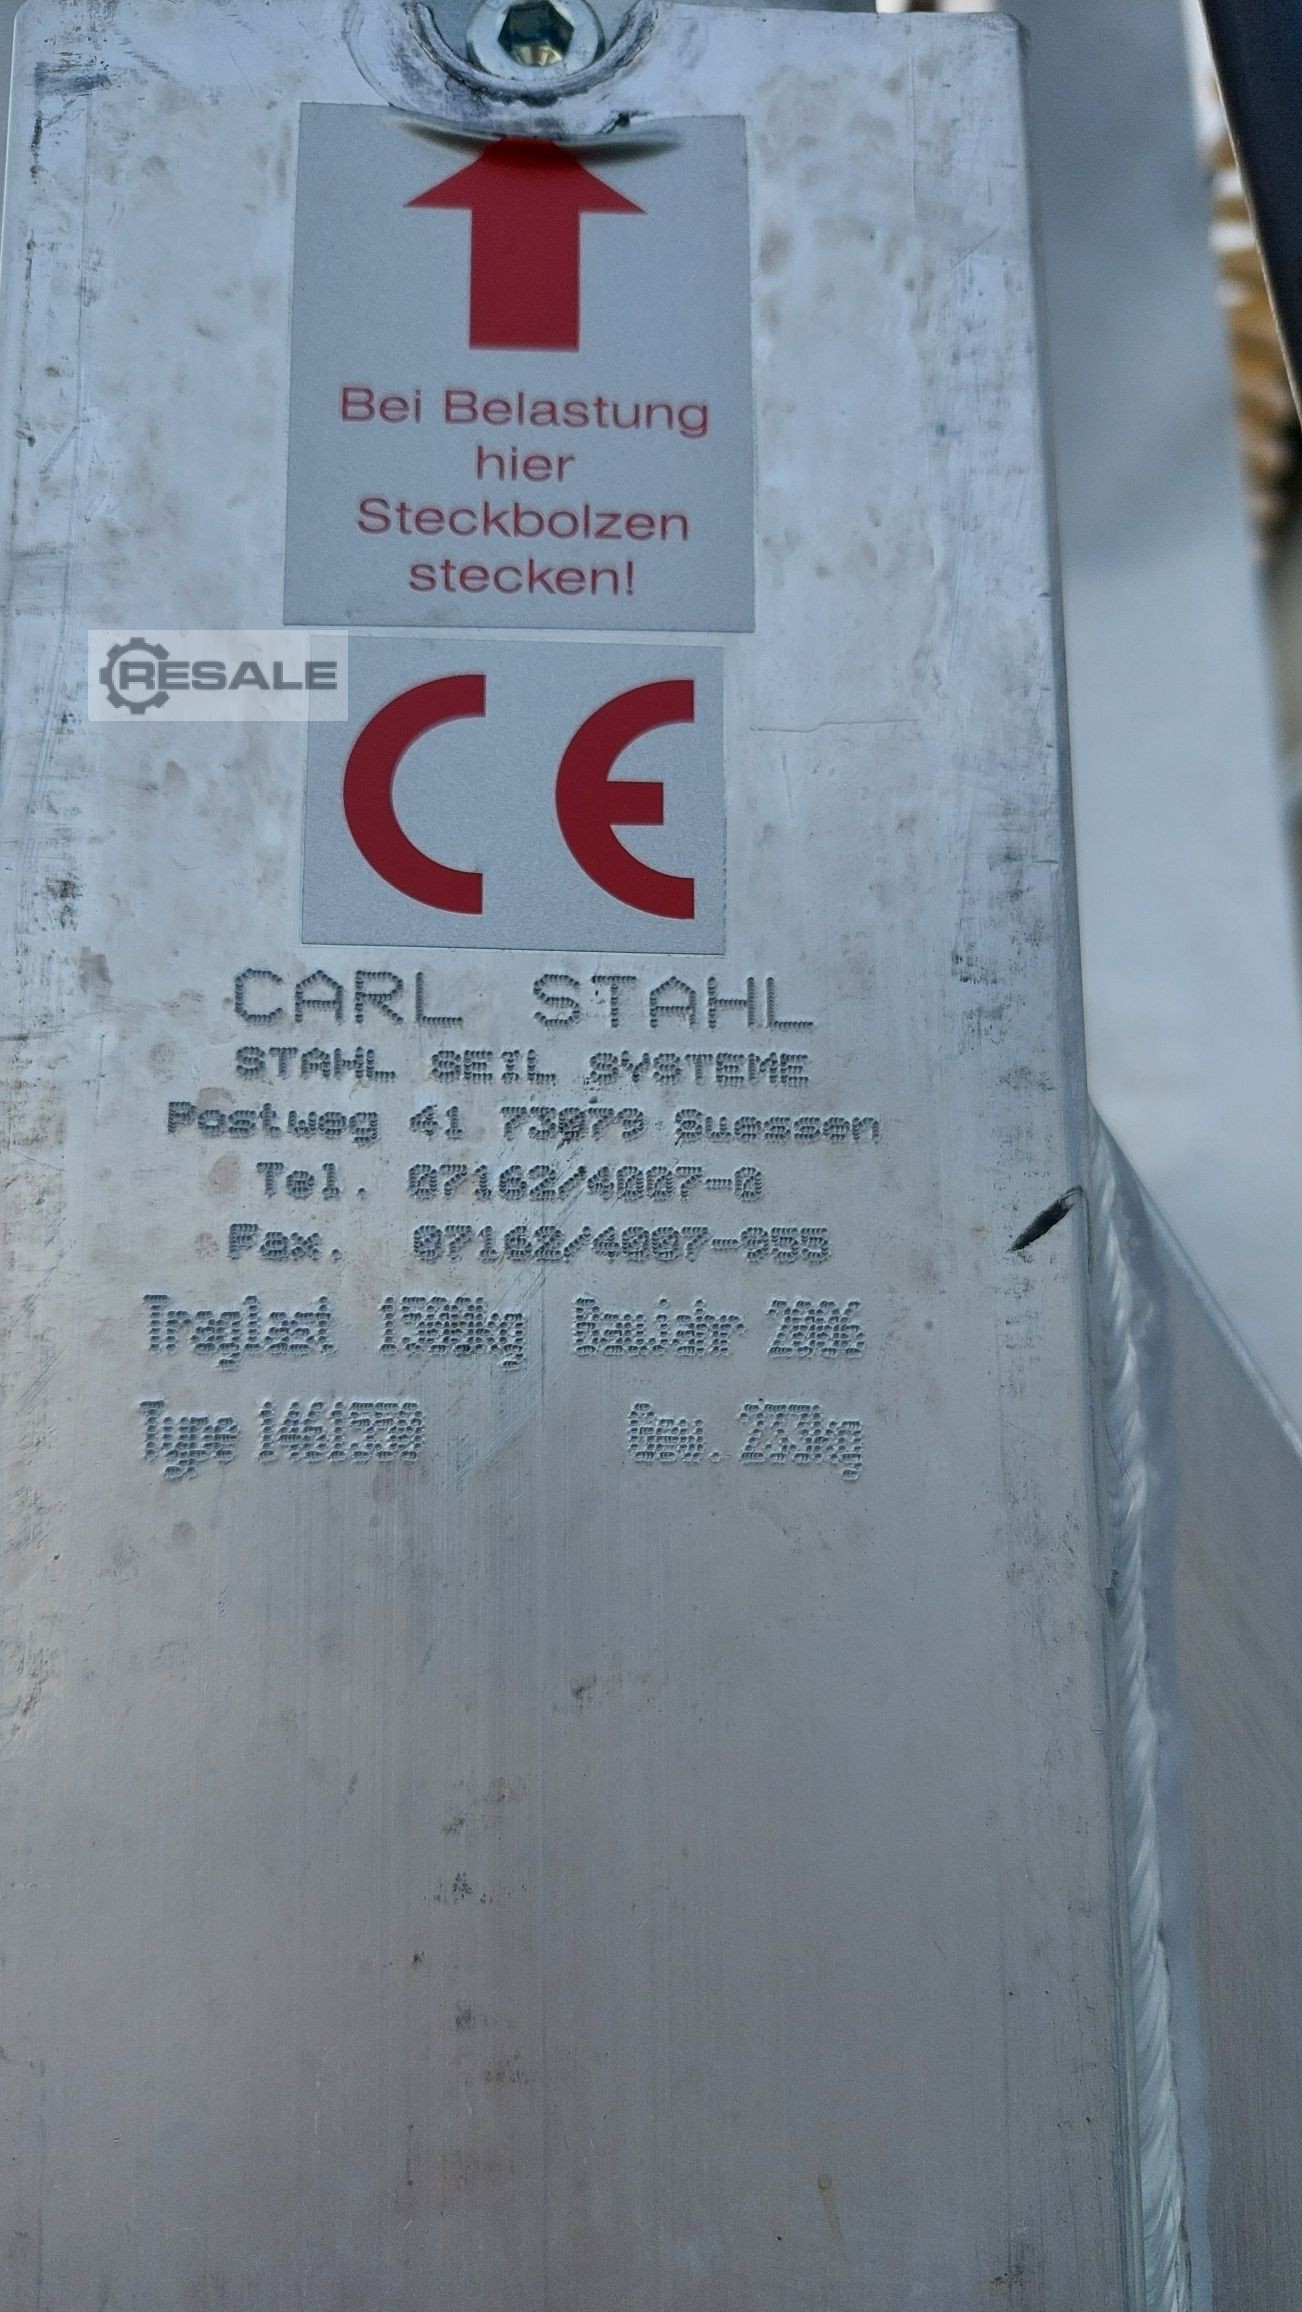 Bei Belastung
hier
Steckbolzen
stecken!
RESALE
CE
CARL STAHL
STAHL SEIL SYSTEME
Postweg 41 73079 Suessen
Tel. 07162/4007-0
Fax. 07162/4007-955
Traglast 1500kg Baujahr 2006
Type 1461550 Gew. 233kg